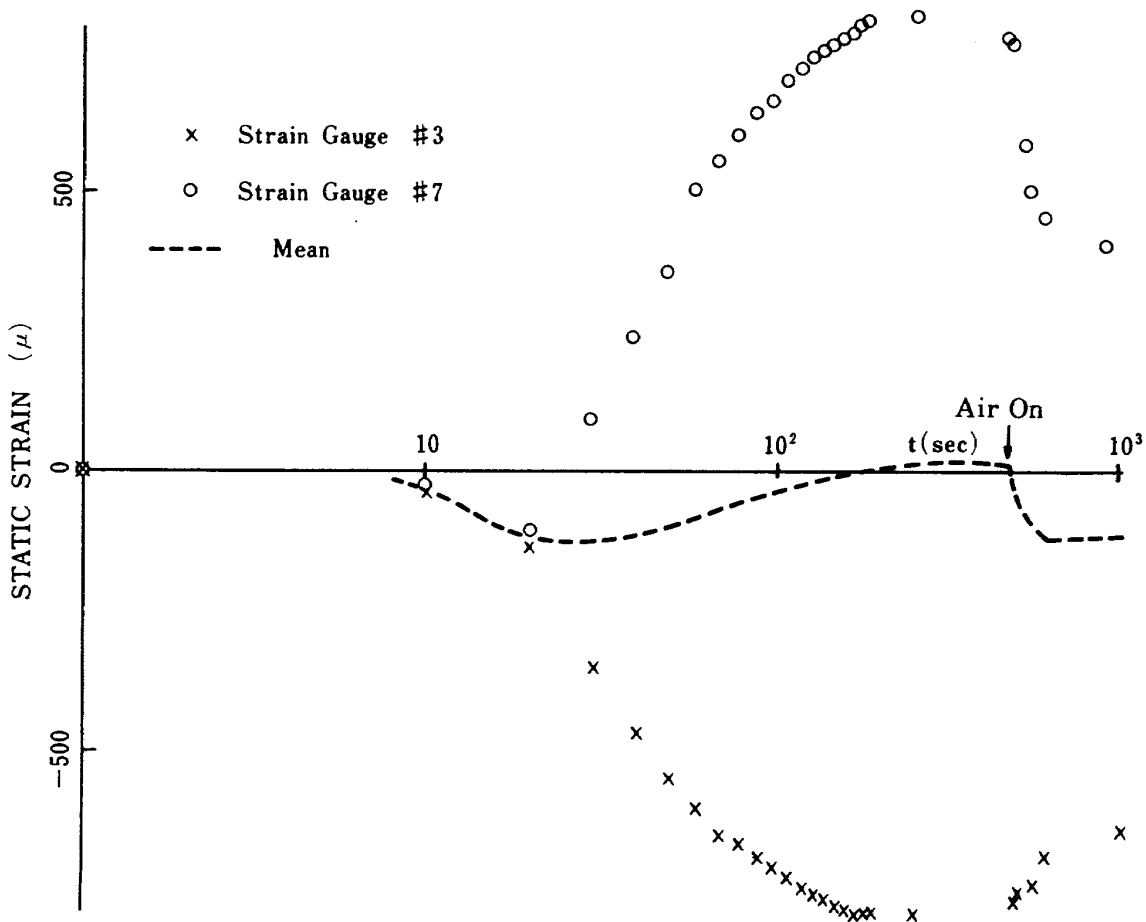 × Strain Gauge #3
○ Strain Gauge #7
Mean
STATIC STRAIN (μ)
500
0
-500
10
10²
t(sec)
Air On
10³